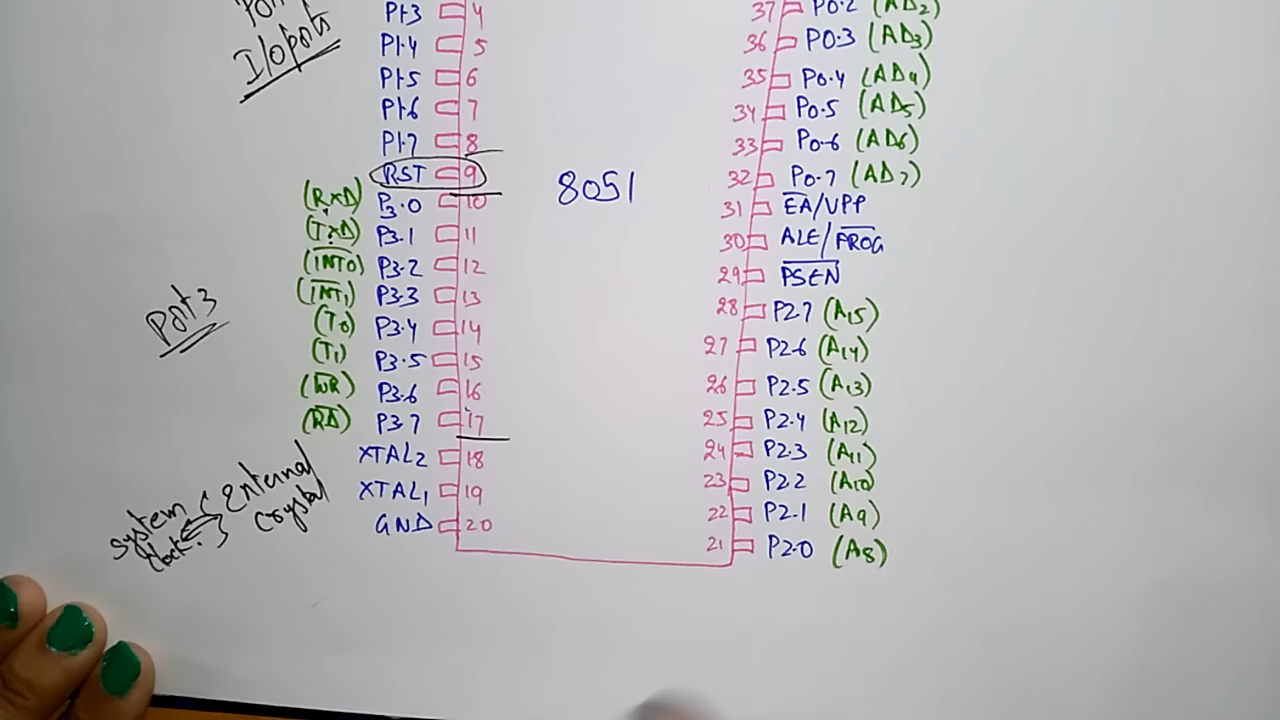 I/O Ports
P1.3 4
P1.4 5
P1.5 6
P1.6 7
P1.7 8
RST 9
(RxD) P3.0 10
(TxD) P3.1 11
(INT0) P3.2 12
(INT1) P3.3 13
(T0) P3.4 14
(T1) P3.5 15
(WR) P3.6 16
(RD) P3.7 17
Port3
XTAL2 18
XTAL1 19
GND 20
External
Crystal
system
clock.
8051
37 P0.2 (AD2)
36 P0.3 (AD3)
35 P0.4 (AD4)
34 P0.5 (AD5)
33 P0.6 (AD6)
32 P0.7 (AD7)
31 EA/VPP
30 ALE/PROG
29 PSEN
28 P2.7 (A15)
27 P2.6 (A14)
26 P2.5 (A13)
25 P2.4 (A12)
24 P2.3 (A11)
23 P2.2 (A10)
22 P2.1 (A9)
21 P2.0 (A8)